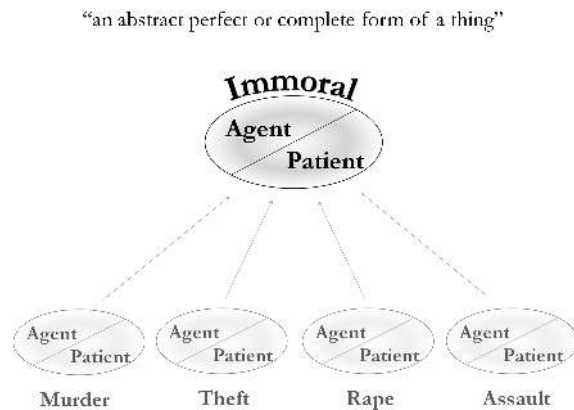 “an abstract perfect or complete form of a thing”
Immoral
Agent
Patient
Agent
Patient
Agent
Patient
Agent
Patient
Agent
Patient
Murder
Theft
Rape
Assault